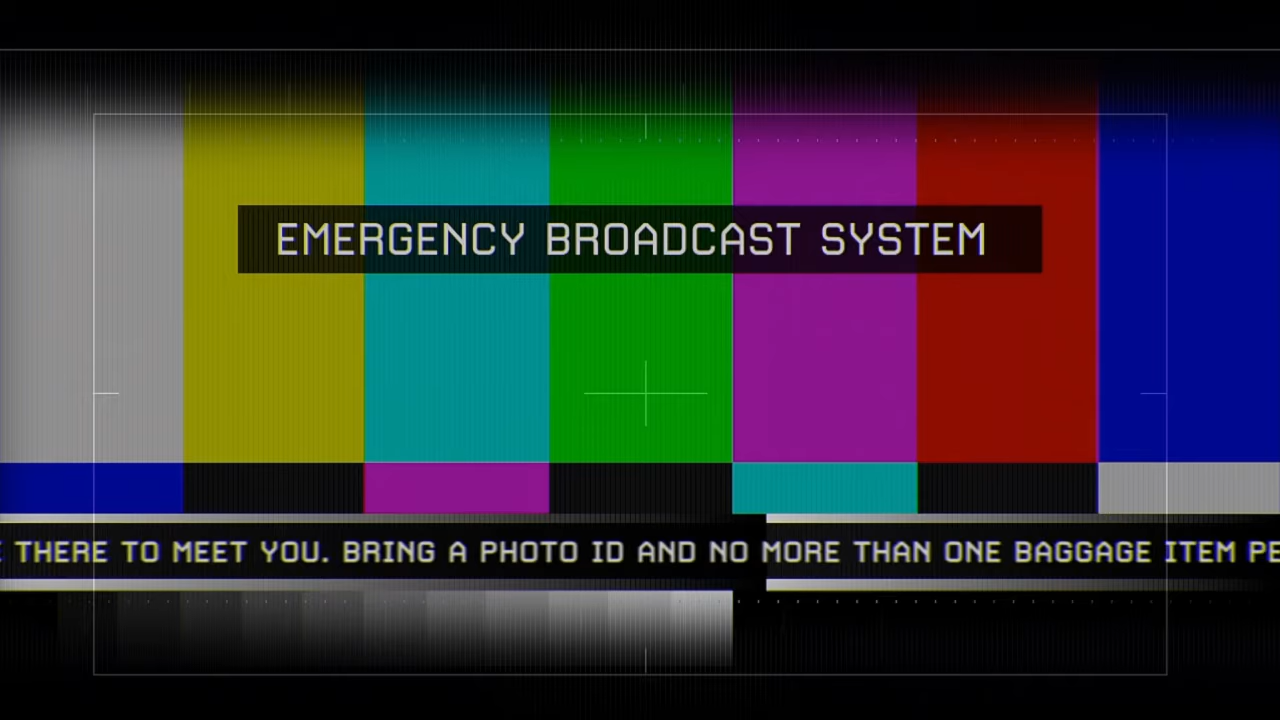 EMERGENCY BROADCAST SYSTEM
THERE TO MEET YOU. BRING A PHOTO ID AND NO MORE THAN ONE BAGGAGE ITEM